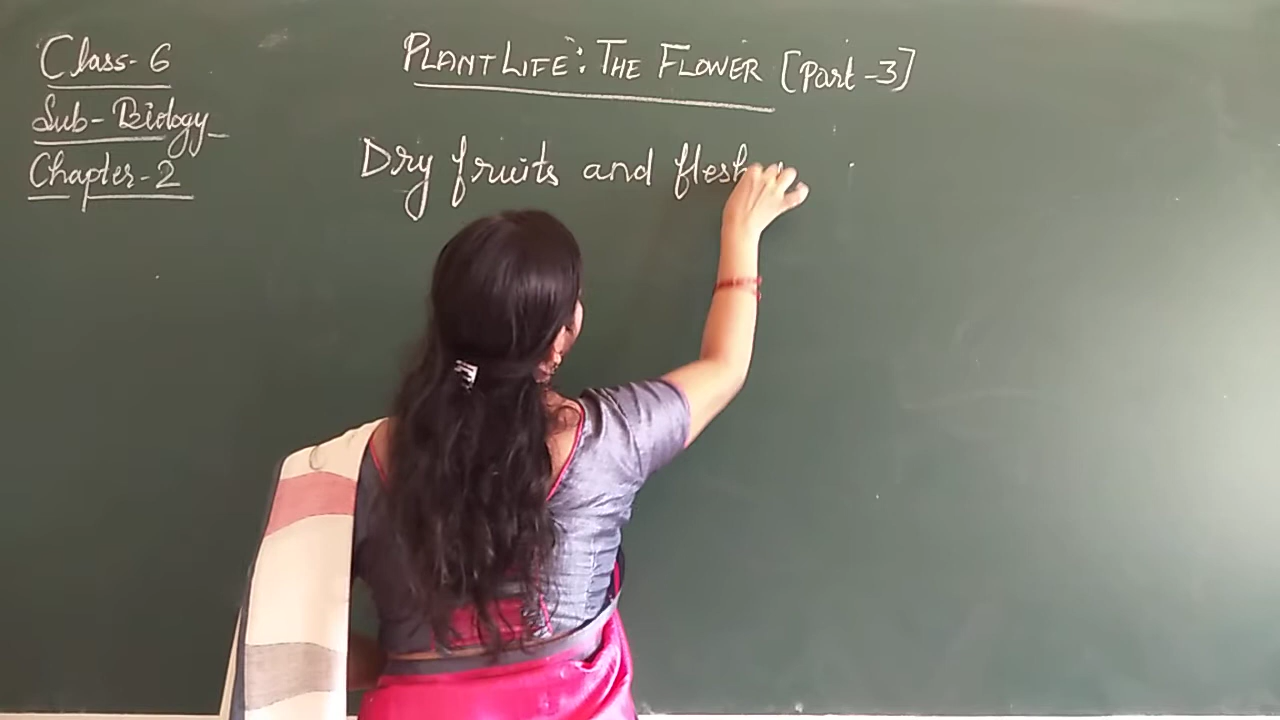 Class-6
Sub-Biology
Chapter-2
PLANT LIFE: THE FLOWER [Part-3]
Dry fruits and flesh